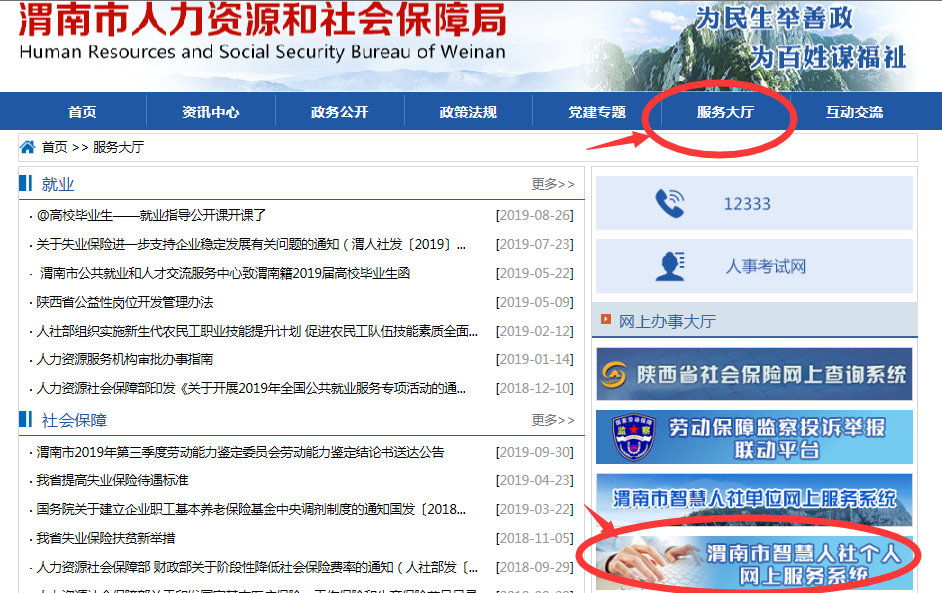 渭南市人力资源和社会保障局
Human Resources and Social Security Bureau of Weinan
为民生举善政
为百姓谋福祉
首页 资讯中心 政务公开 政策法规 党建专题 服务大厅 互动交流
首页 >> 服务大厅
就业 更多>>
· @高校毕业生——就业指导公开课开课了 [2019-08-26]
· 关于失业保险进一步支持企业稳定发展有关问题的通知（渭人社发〔2019〕... [2019-07-23]
· 渭南市公共就业和人才交流服务中心致渭南籍2019届高校毕业生函 [2019-05-22]
· 陕西省公益性岗位开发管理办法 [2019-05-09]
· 人社部组织实施新生代农民工职业技能提升计划 促进农民工队伍技能素质全面... [2019-02-12]
· 人力资源服务机构审批办事指南 [2019-01-14]
· 人力资源社会保障部印发《关于开展2019年全国公共就业服务专项活动的通... [2018-12-10]
社会保障 更多>>
· 渭南市2019年第三季度劳动能力鉴定委员会劳动能力鉴定结论书送达公告 [2019-09-30]
· 我省提高失业保险待遇标准 [2019-04-23]
· 国务院关于建立企业职工基本养老保险基金中央调剂制度的通知国发〔2018... [2019-03-22]
· 我省失业保险扶贫新举措 [2018-11-05]
· 人力资源社会保障部 财政部关于阶段性降低社会保险费率的通知（人社部发〔... [2018-09-29]
12333
人事考试网
网上办事大厅
陕西省社会保险网上查询系统
国家劳动保障
监察
劳动保障监察投诉举报
联动平台
渭南市智慧人社单位网上服务系统
渭南市智慧人社个人
网上服务系统